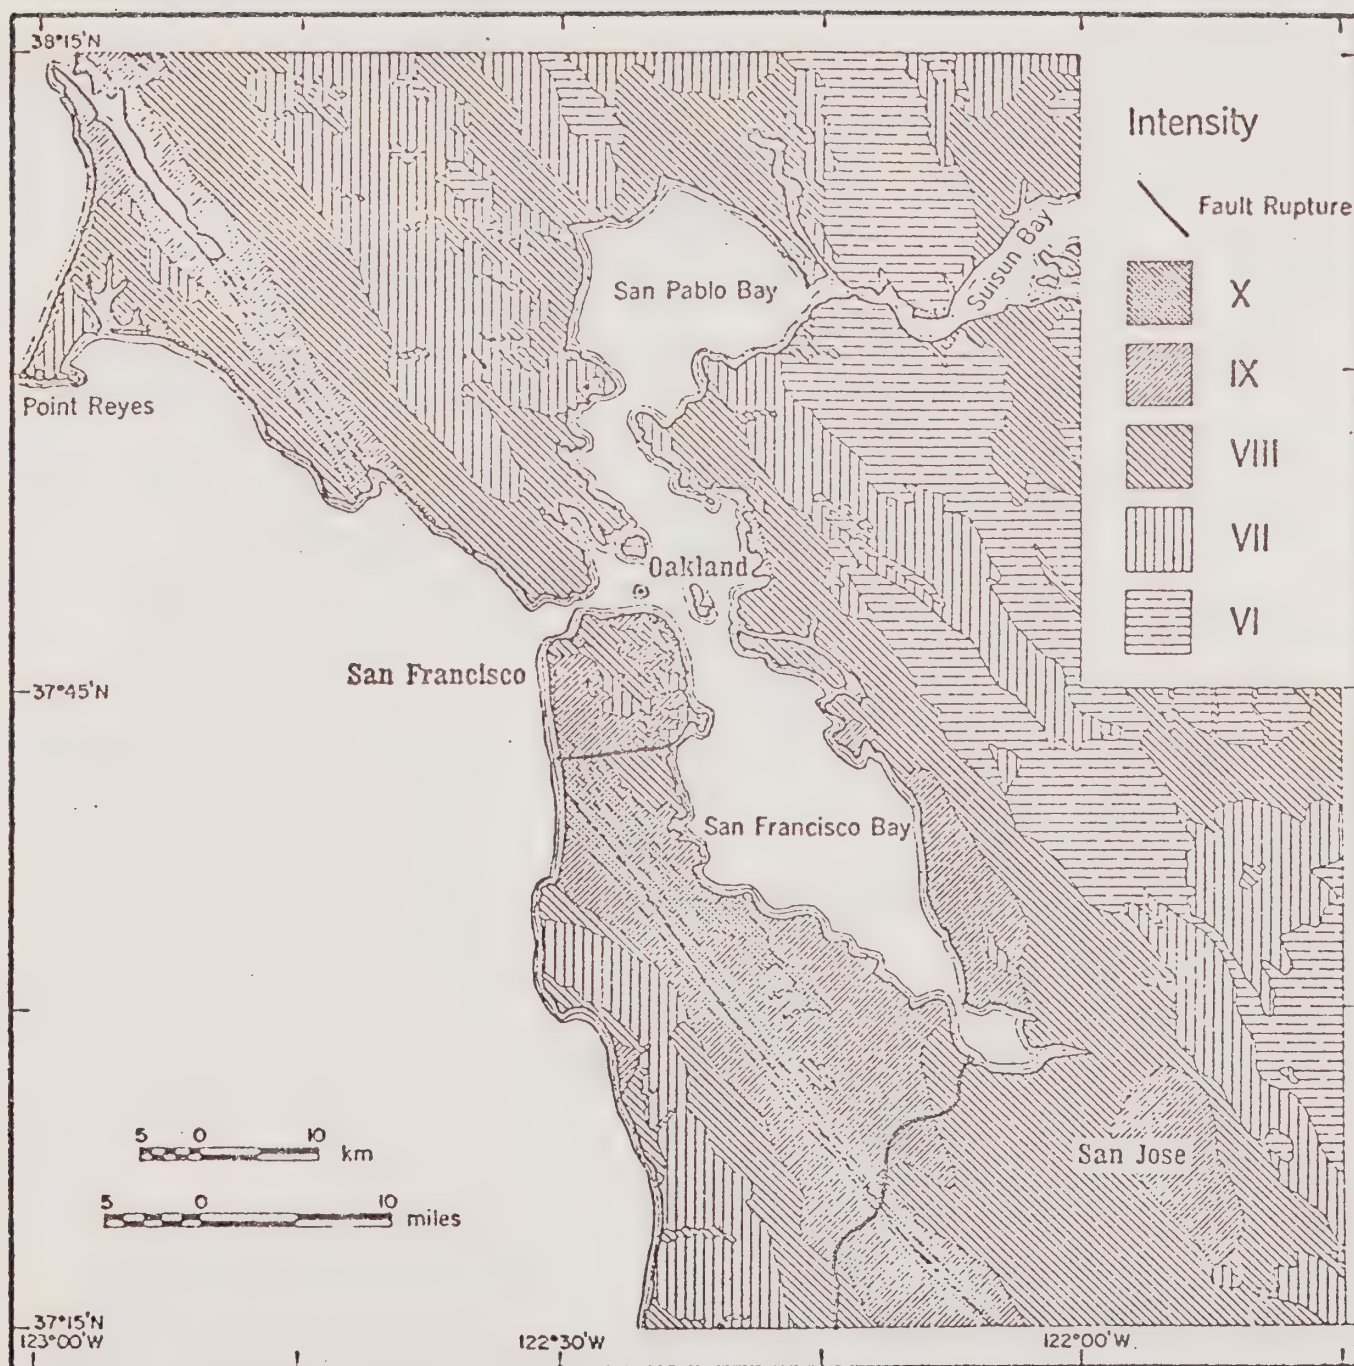 38°15'N
Intensity
Fault Rupture
X
IX
VIII
VII
VI
Suisun Bay
San Pablo Bay
Point Reyes
Oakland
San Francisco
37°45'N
San Francisco Bay
San Jose
5 0 10
km
5 0 10
miles
37°15'N
123°00'W
122°30'W
122°00'W